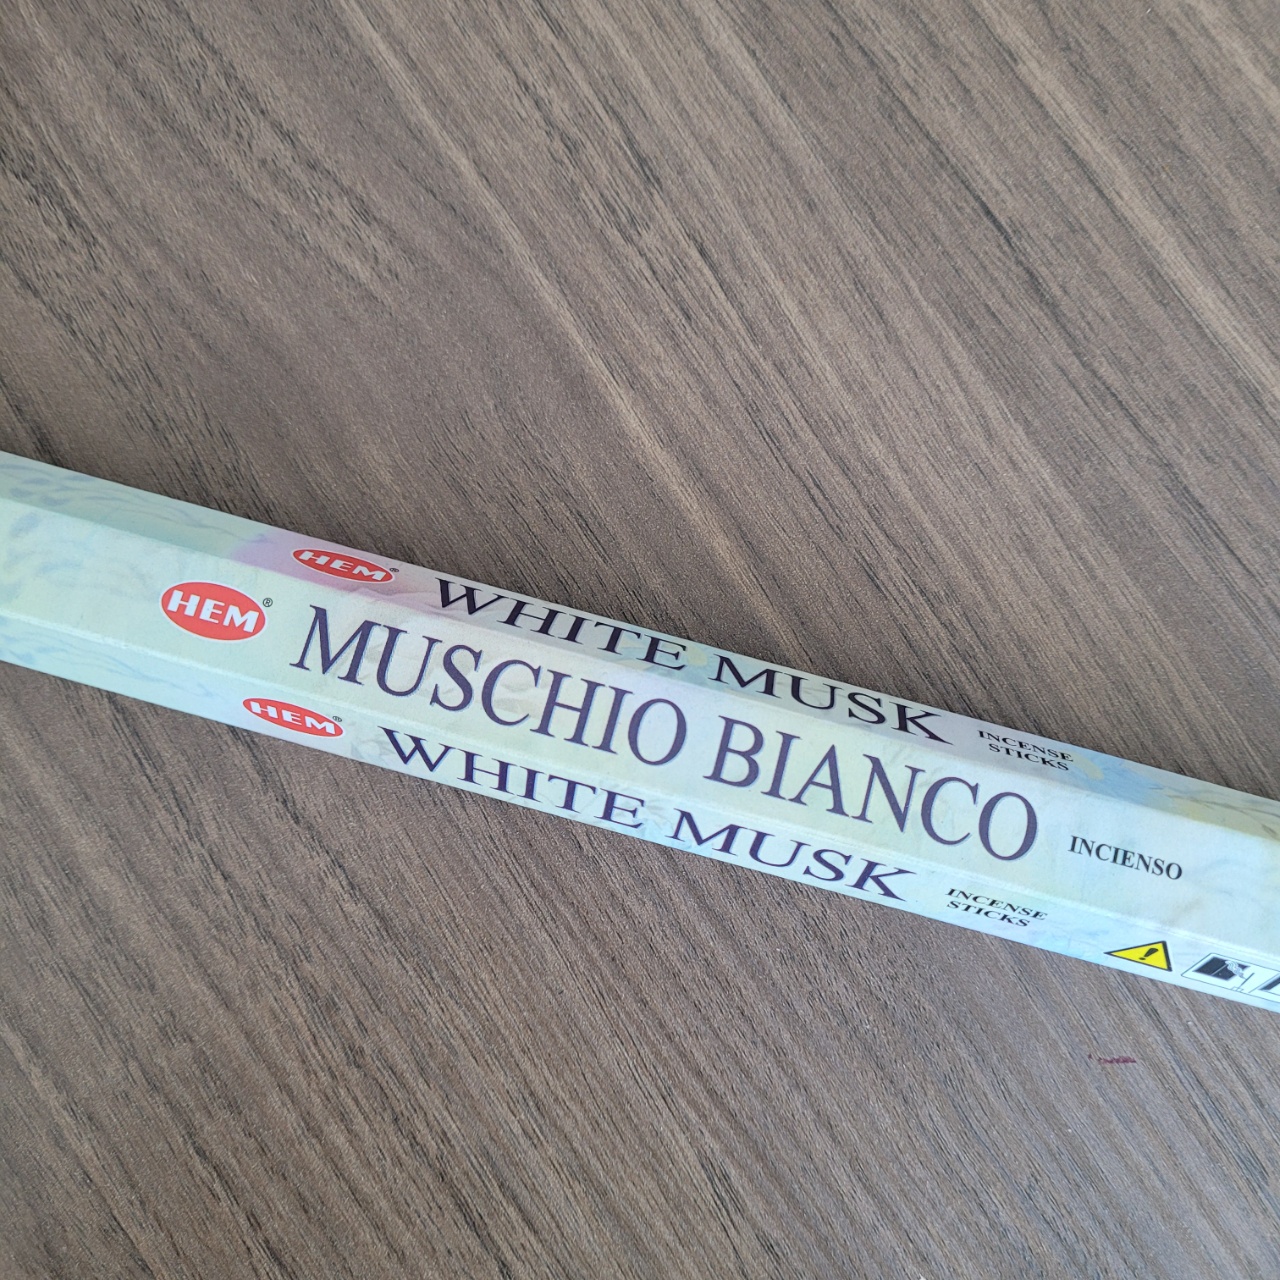 HEM® WHITE MUSK INCENSE STICKS
HEM® MUSCHIO BIANCO INCIENSO
HEM® WHITE MUSK INCENSE STICKS